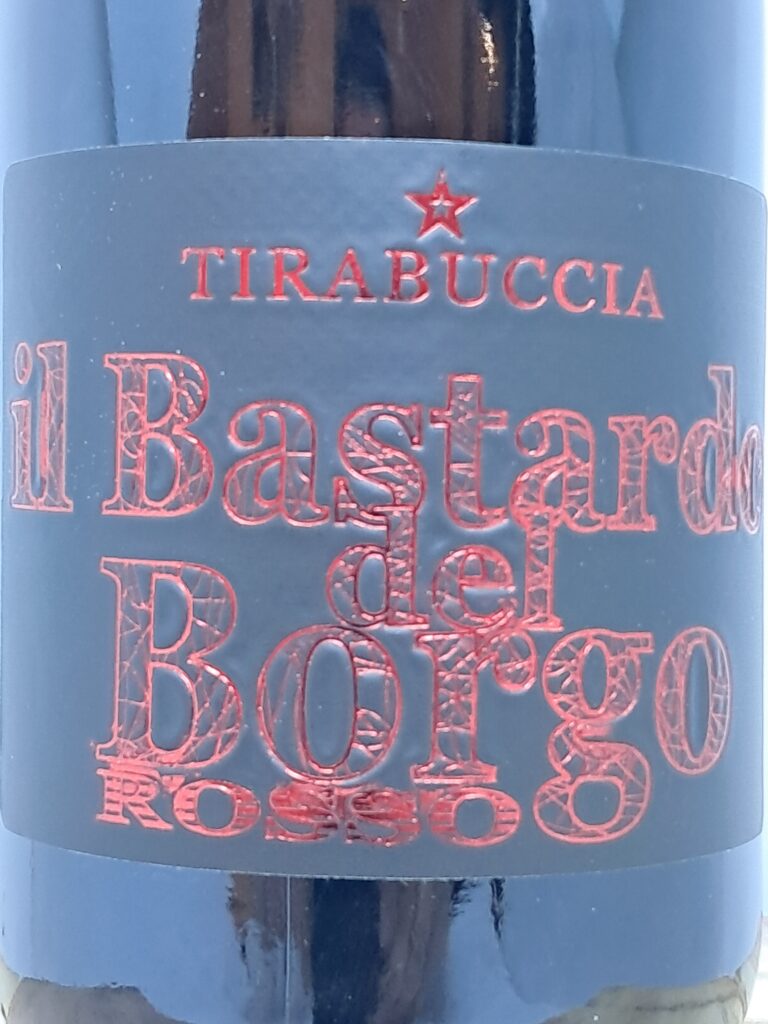 TIRABUCCIA
il Bastardo
del
Borgo
ROSSO